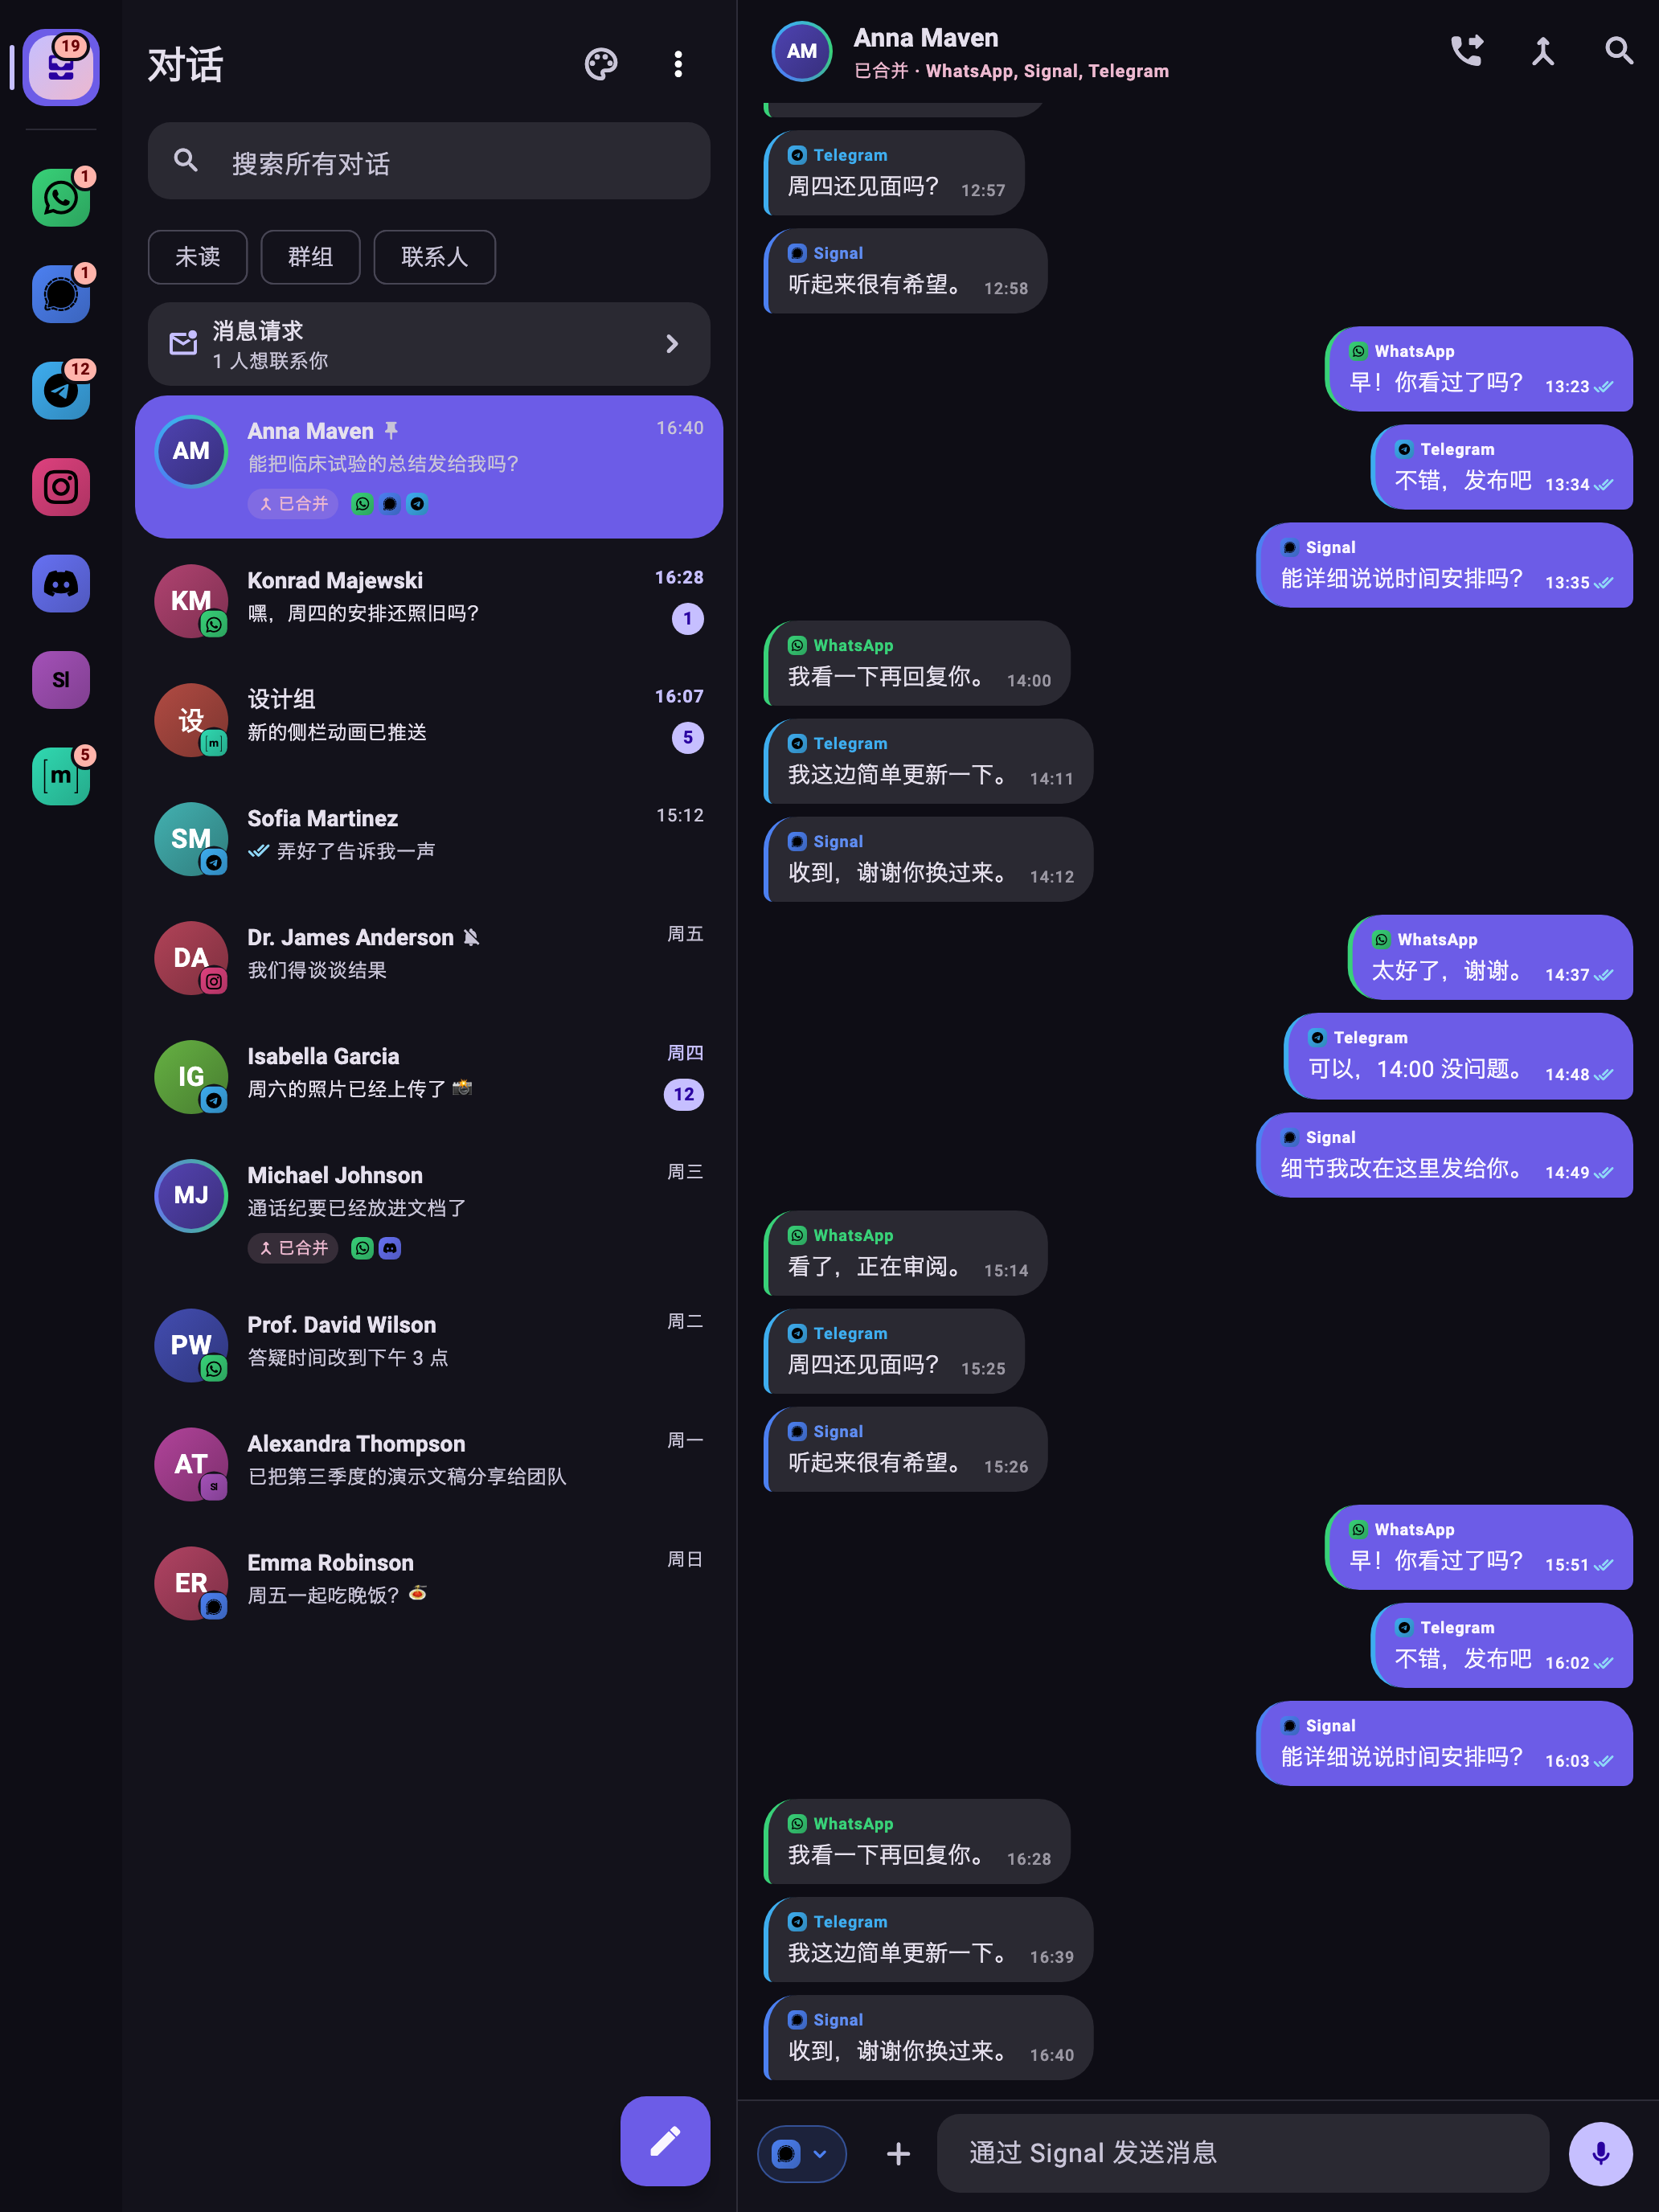 19
1
1
12
SI
[m]
5
对话
搜索所有对话
未读
群组
联系人
消息请求
1 人想联系你
AM
Anna Maven
16:40
能把临床试验的总结发给我吗?
已合并
KM
Konrad Majewski
16:28
嘿，周四的安排还照旧吗?
1
设
[m]
设计组
16:07
新的侧栏动画已推送
5
SM
Sofia Martinez
15:12
弄好了告诉我一声
DA
Dr. James Anderson
周五
我们得谈谈结果
IG
Isabella Garcia
周四
周六的照片已经上传了 📸
12
MJ
Michael Johnson
周三
通话纪要已经放进文档了
已合并
PW
Prof. David Wilson
周二
答疑时间改到下午 3 点
AT
SI
Alexandra Thompson
周一
已把第三季度的演示文稿分享给团队
ER
Emma Robinson
周日
周五一起吃晚饭? 🍝
AM
Anna Maven
已合并 · WhatsApp, Signal, Telegram
Telegram
周四还见面吗? 12:57
Signal
听起来很有希望。 12:58
WhatsApp
早！你看过了吗? 13:23
Telegram
不错，发布吧 13:34
Signal
能详细说说时间安排吗? 13:35
WhatsApp
我看一下再回复你。 14:00
Telegram
我这边简单更新一下。 14:11
Signal
收到，谢谢你换过来。 14:12
WhatsApp
太好了，谢谢。 14:37
Telegram
可以，14:00 没问题。 14:48
Signal
细节我改在这里发给你。 14:49
WhatsApp
看了，正在审阅。 15:14
Telegram
周四还见面吗? 15:25
Signal
听起来很有希望。 15:26
WhatsApp
早！你看过了吗? 15:51
Telegram
不错，发布吧 16:02
Signal
能详细说说时间安排吗? 16:03
WhatsApp
我看一下再回复你。 16:28
Telegram
我这边简单更新一下。 16:39
Signal
收到，谢谢你换过来。 16:40
通过 Signal 发送消息